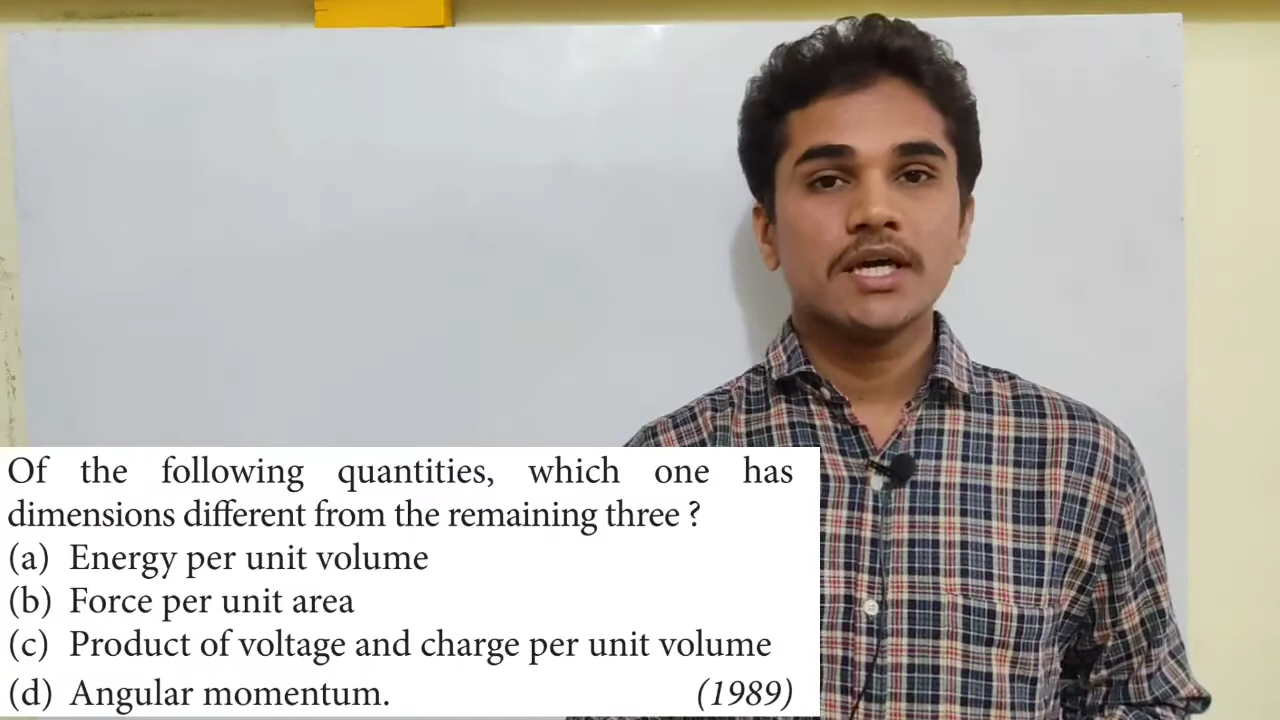 Of the following quantities, which one has
dimensions different from the remaining three ?
(a) Energy per unit volume
(b) Force per unit area
(c) Product of voltage and charge per unit volume
(d) Angular momentum. (1989)